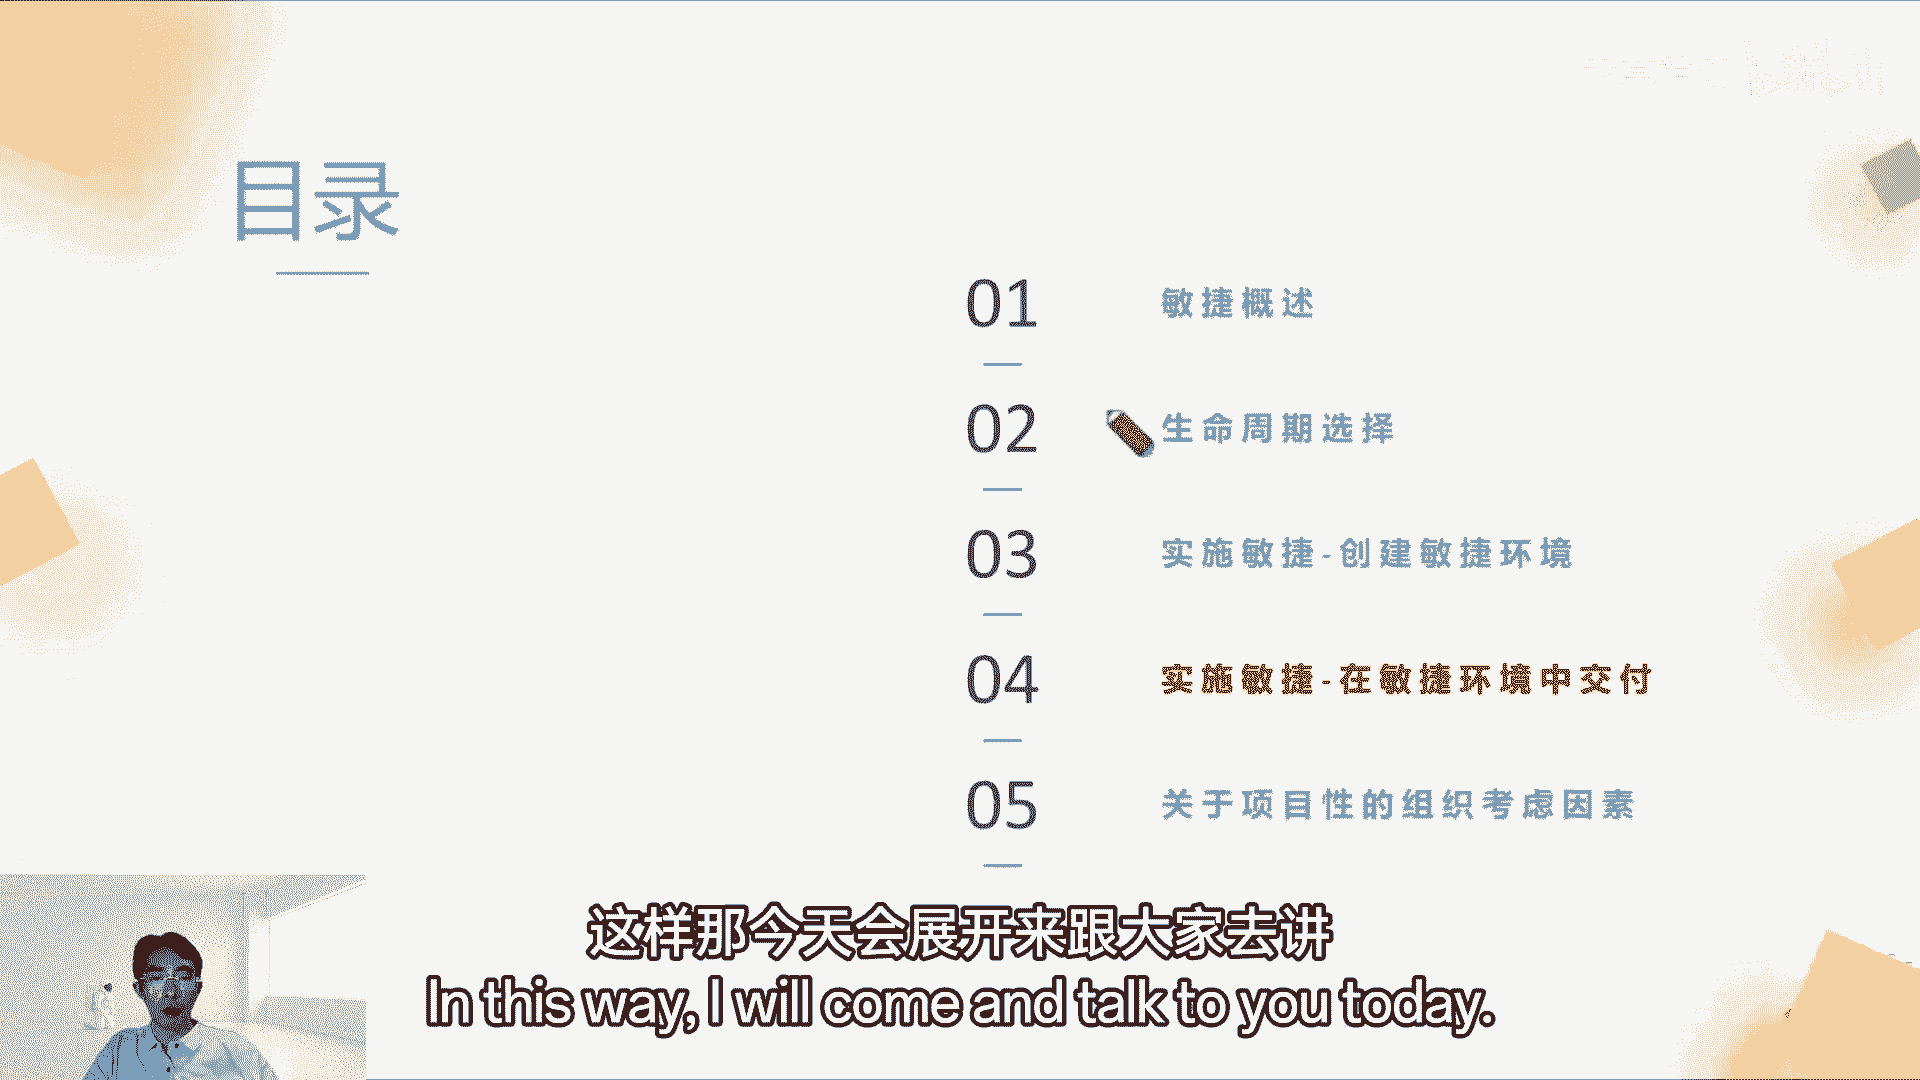 目录
01 敏捷概述
02 生命周期选择
03 实施敏捷-创建敏捷环境
04 实施敏捷-在敏捷环境中交付
05 关于项目性的组织考虑因素
这样那今天会展开来跟大家去讲
In this way, I will come and talk to you today.